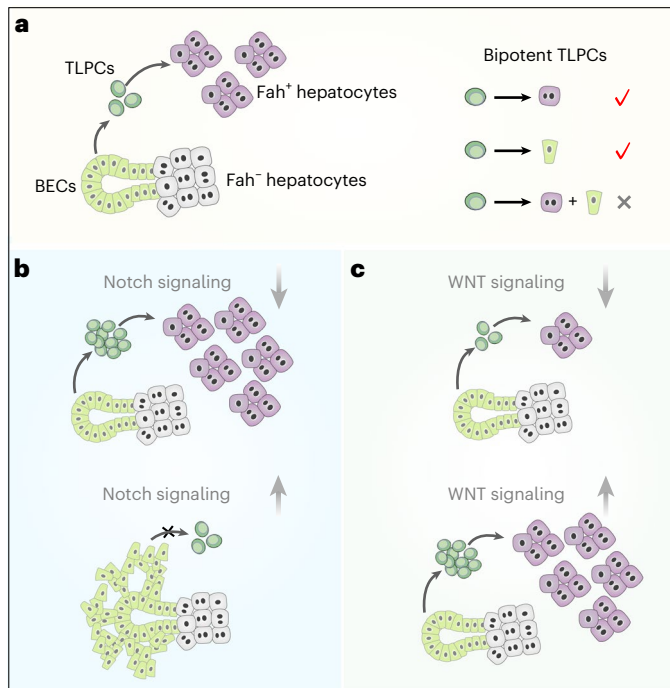 a
TLPCs
Fah⁺ hepatocytes
BECs
Fah⁻ hepatocytes
Bipotent TLPCs
+
b
Notch signaling
Notch signaling
c
WNT signaling
WNT signaling